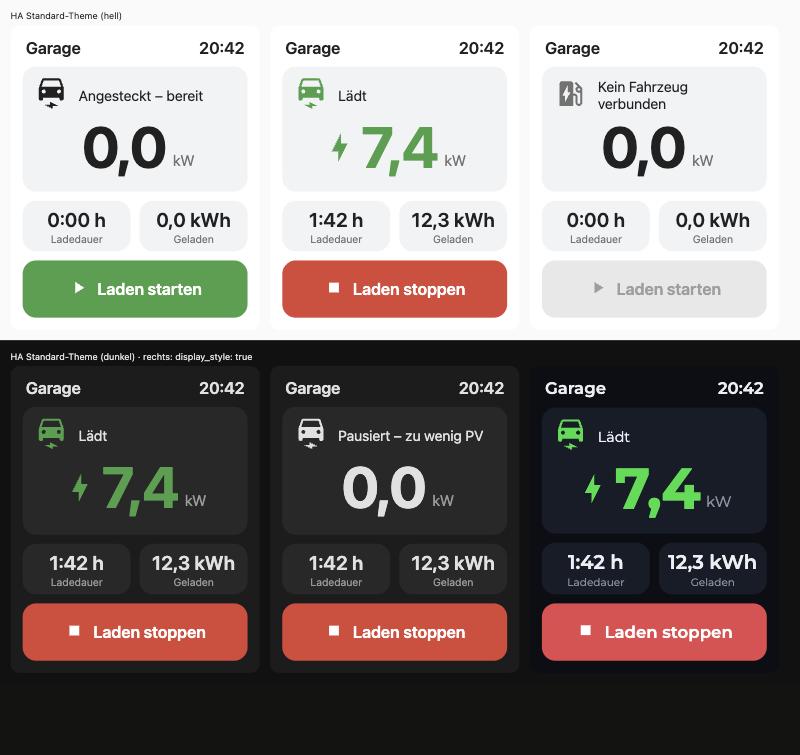 HA Standard-Theme (hell)
Garage 20:42
Angesteckt – bereit
0,0 kW
0:00 h
Ladedauer
0,0 kWh
Geladen
Laden starten
Garage 20:42
Lädt
7,4 kW
1:42 h
Ladedauer
12,3 kWh
Geladen
Laden stoppen
Garage 20:42
Kein Fahrzeug
verbunden
0,0 kW
0:00 h
Ladedauer
0,0 kWh
Geladen
Laden starten
HA Standard-Theme (dunkel) · rechts: display_style: true
Garage 20:42
Lädt
7,4 kW
1:42 h
Ladedauer
12,3 kWh
Geladen
Laden stoppen
Garage 20:42
Pausiert – zu wenig PV
0,0 kW
1:42 h
Ladedauer
12,3 kWh
Geladen
Laden stoppen
Garage 20:42
Lädt
7,4 kW
1:42 h
Ladedauer
12,3 kWh
Geladen
Laden stoppen